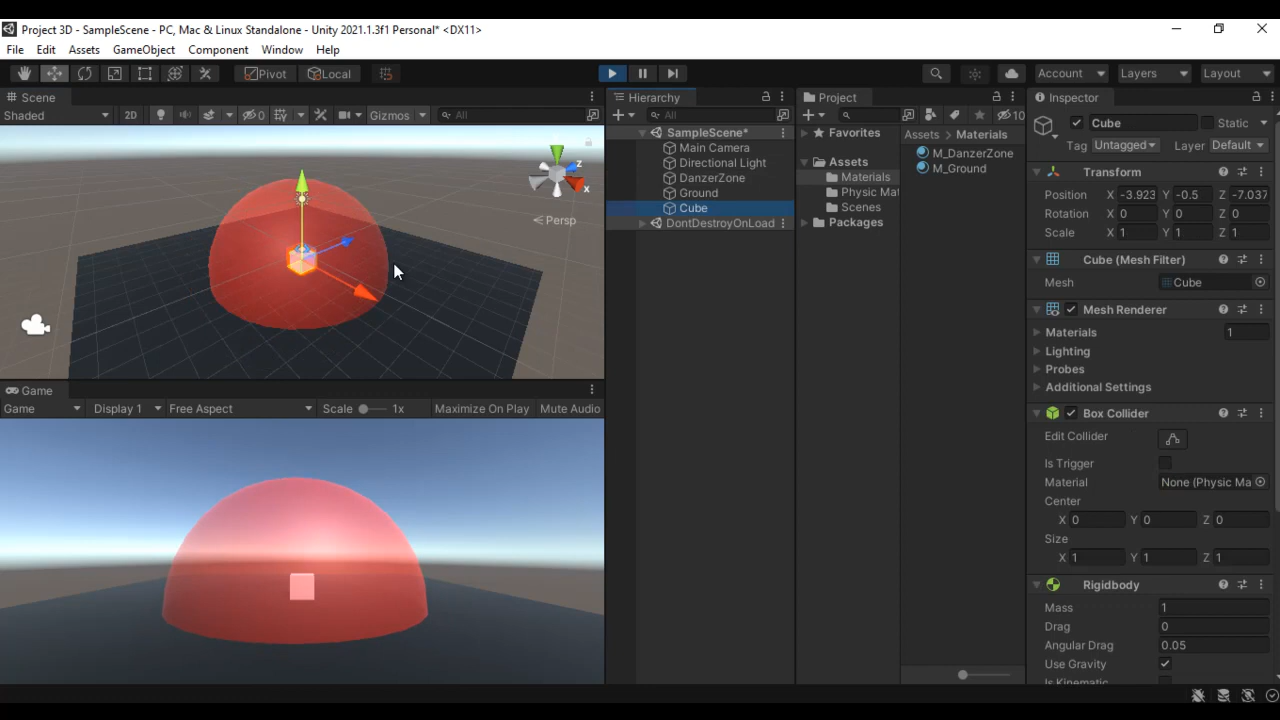 Project 3D - SampleScene - PC, Mac & Linux Standalone - Unity 2021.1.3f1 Personal* <DX11>
File Edit Assets GameObject Component Window Help
Pivot Local Account Layers Layout
Scene
Shaded 2D 0 Gizmos All
z
x
Persp
Game
Game Display 1 Free Aspect Scale 1x Maximize On Play Mute Audio
Hierarchy
All
SampleScene*
Main Camera
Directional Light
DanzerZone
Ground
Cube
DontDestroyOnLoad
Project
10
Favorites
Assets
Materials
Physic Mat
Scenes
Packages
Assets Materials
M_DanzerZone
M_Ground
Inspector
Cube Static
Tag Untagged Layer Default
Transform
Position X -3.923 Y -0.5 Z -7.037
Rotation X 0 Y 0 Z 0
Scale X 1 Y 1 Z 1
Cube (Mesh Filter)
Mesh Cube
Mesh Renderer
Materials 1
Lighting
Probes
Additional Settings
Box Collider
Edit Collider
Is Trigger
Material None (Physic Ma
Center
X 0 Y 0 Z 0
Size
X 1 Y 1 Z 1
Rigidbody
Mass 1
Drag 0
Angular Drag 0.05
Use Gravity
Is Kinematic